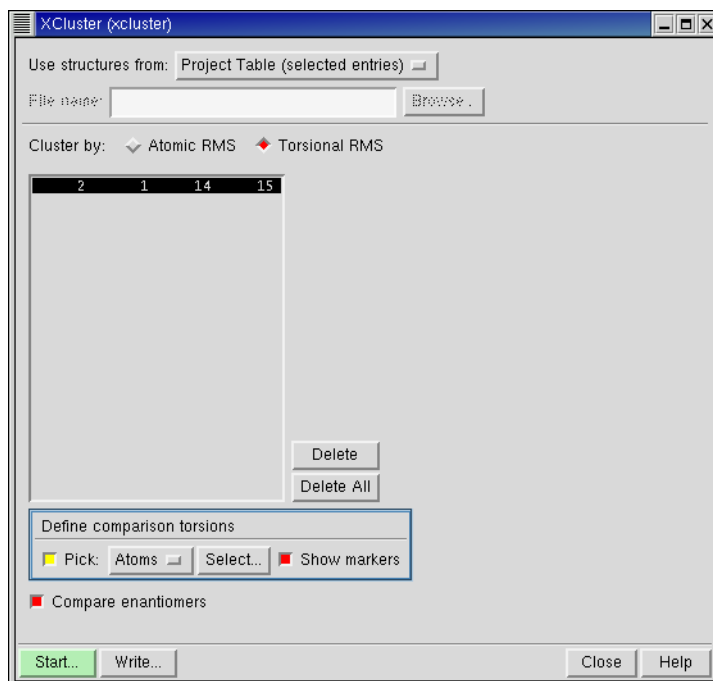 XCluster (xcluster)
Use structures from: Project Table (selected entries)
File name: Browse..
Cluster by: Atomic RMS Torsional RMS
2 1 14 15
Delete
Delete All
Define comparison torsions
Pick: Atoms Select... Show markers
Compare enantiomers
Start... Write... Close Help